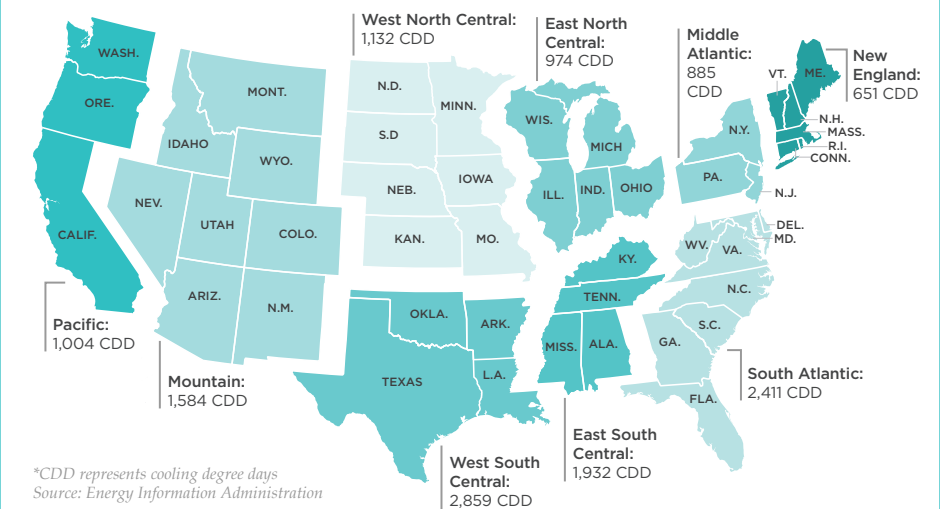 West North Central:
1,132 CDD
East North
Central:
974 CDD
Middle
Atlantic:
885
CDD
New
England:
651 CDD
WASH.
ORE.
CALIF.
MONT.
IDAHO
WYO.
NEV.
UTAH
COLO.
ARIZ.
N.M.
N.D.
MINN.
S.D
NEB.
IOWA
KAN.
MO.
WIS.
MICH
ILL.
IND.
OHIO
N.Y.
PA.
N.J.
VT.
ME.
N.H.
MASS.
R.I.
CONN.
DEL.
MD.
WV.
VA.
N.C.
S.C.
GA.
FLA.
KY.
TENN.
MISS.
ALA.
OKLA.
ARK.
TEXAS
L.A.
Pacific:
1,004 CDD
Mountain:
1,584 CDD
West South
Central:
2,859 CDD
East South
Central:
1,932 CDD
South Atlantic:
2,411 CDD
*CDD represents cooling degree days
Source: Energy Information Administration